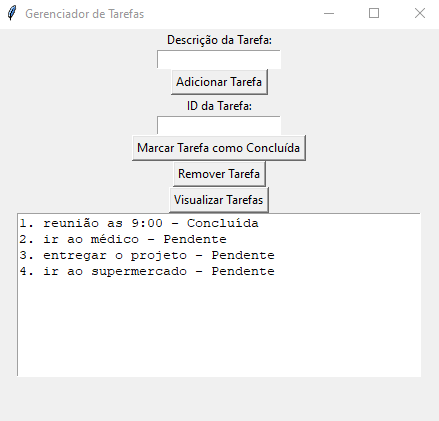 Gerenciador de Tarefas
Descrição da Tarefa:
Adicionar Tarefa
ID da Tarefa:
Marcar Tarefa como Concluída
Remover Tarefa
Visualizar Tarefas
1. reunião as 9:00 - Concluída
2. ir ao médico - Pendente
3. entregar o projeto - Pendente
4. ir ao supermercado - Pendente